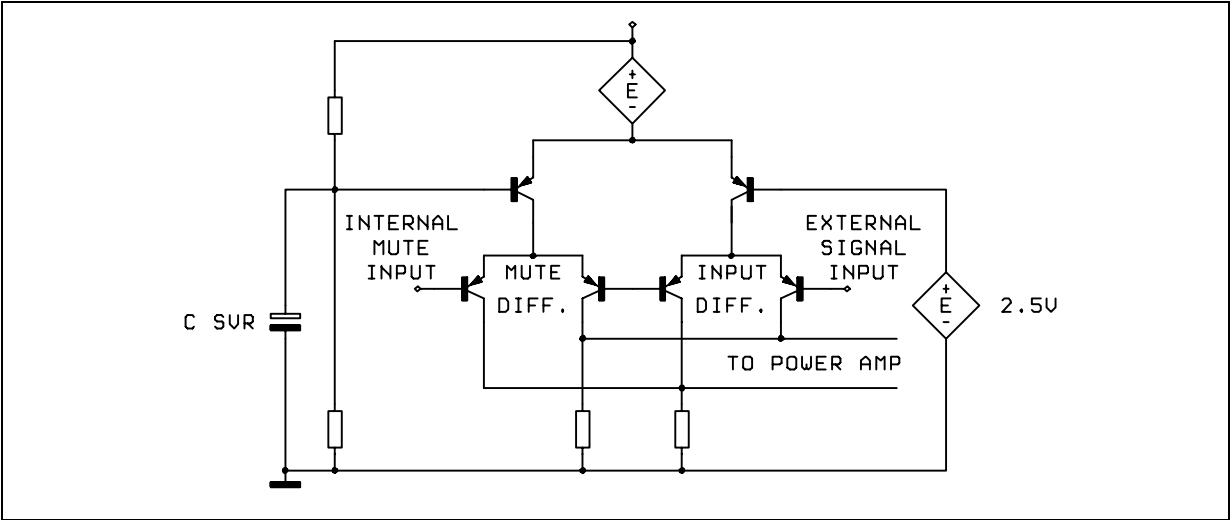 +
E
-
INTERNAL
MUTE
INPUT
MUTE
DIFF.
INPUT
DIFF.
EXTERNAL
SIGNAL
INPUT
+
E
-
2.5V
C SVR
TO POWER AMP